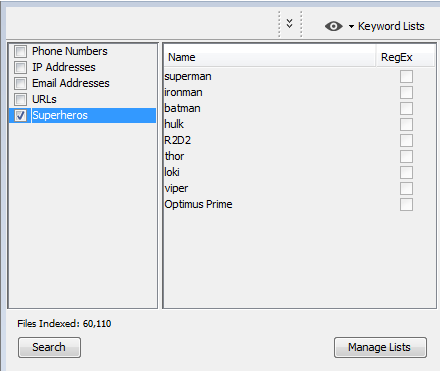 Keyword Lists
Phone Numbers
IP Addresses
Email Addresses
URLs
Superheros
Name RegEx
superman
ironman
batman
hulk
R2D2
thor
loki
viper
Optimus Prime
Files Indexed: 60,110
Search
Manage Lists